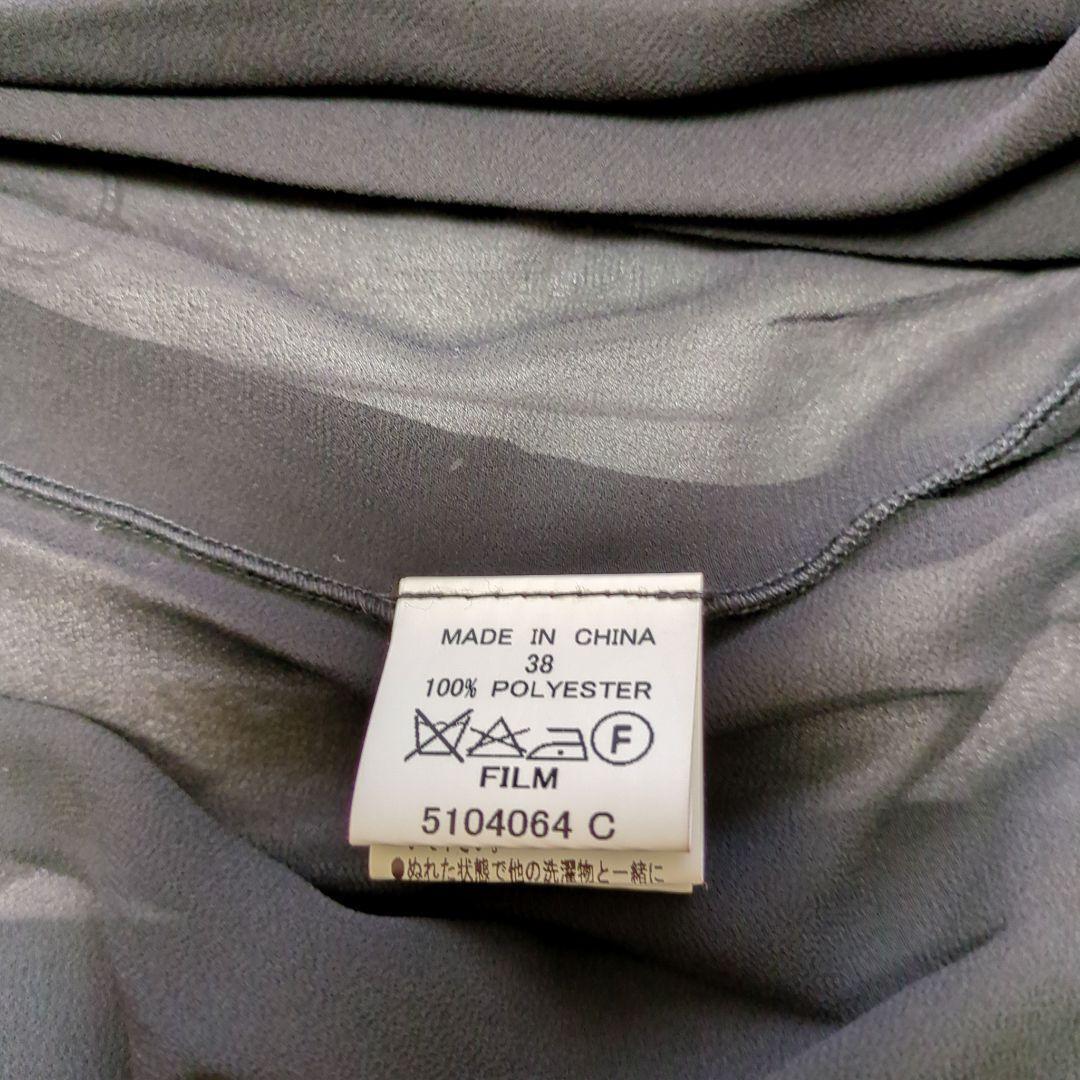 MADE IN CHINA
38
100% POLYESTER
F
FILM
5104064 C
●ぬれた状態で他の洗濯物と一緒に